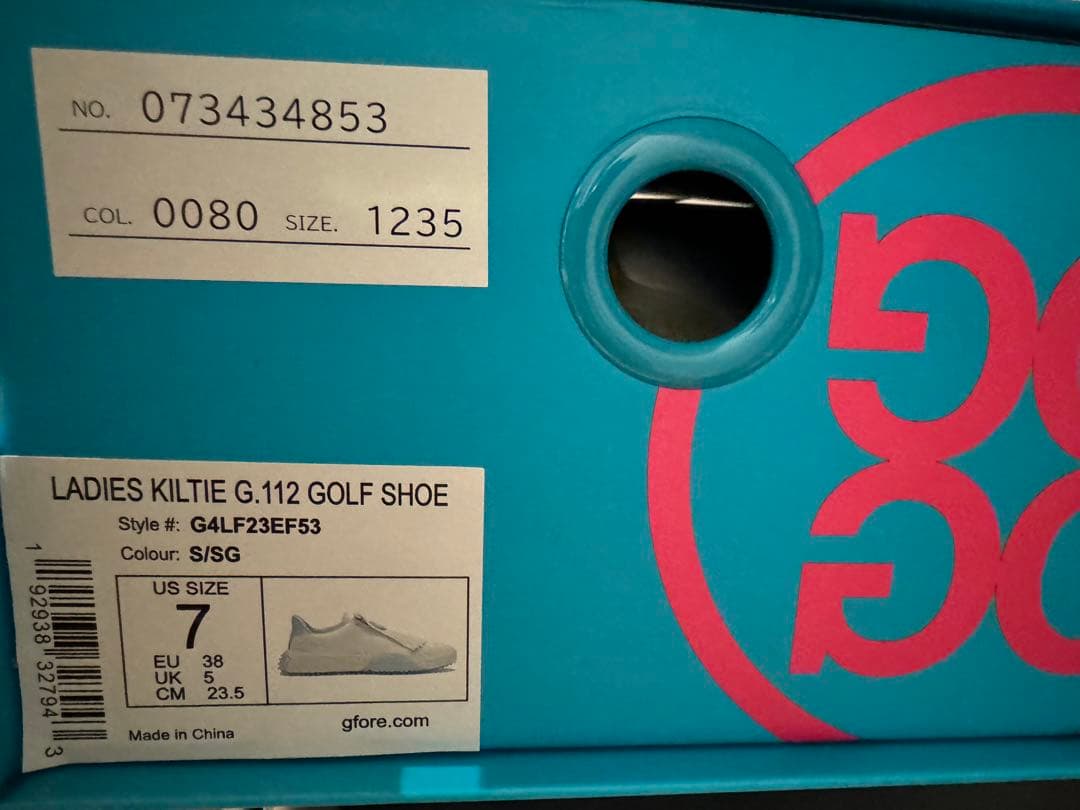 NO. 073434853
COL. 0080 SIZE. 1235
LADIES KILTIE G.112 GOLF SHOE
Style #: G4LF23EF53
Colour: S/SG
US SIZE
7
EU 38
UK 5
CM 23.5
Made in China
gfore.com
1 92938 32794 3